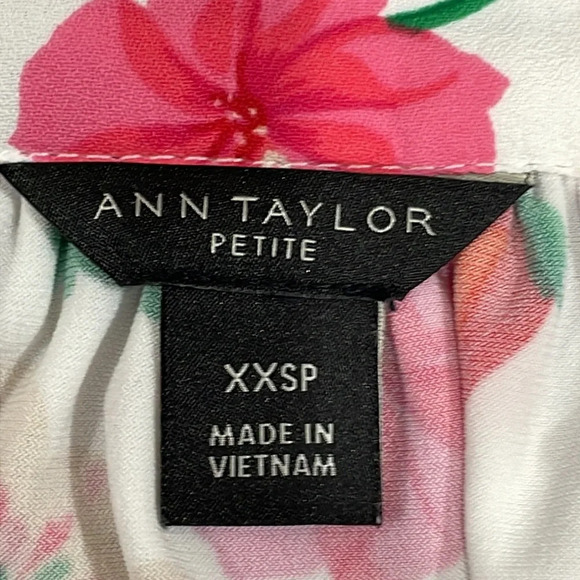 ANN TAYLOR
PETITE
XXSP
MADE IN
VIETNAM